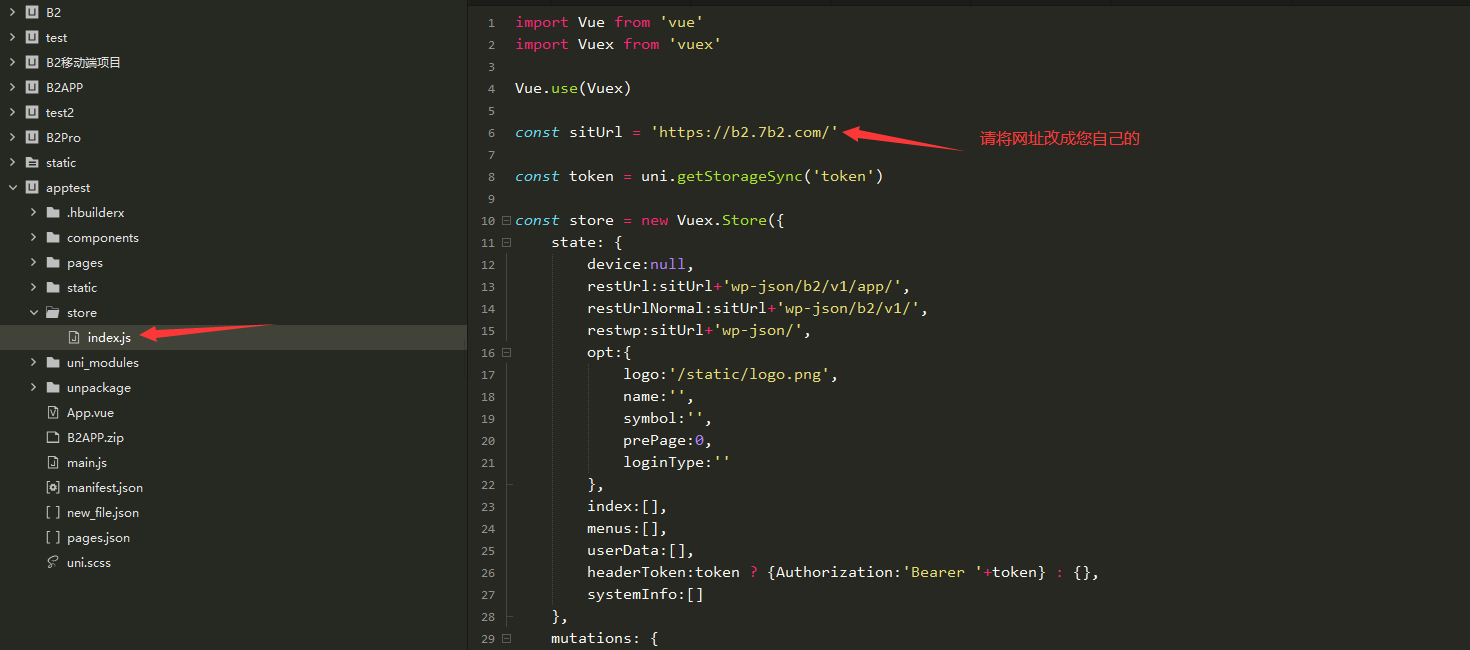 B2
test
B2移动端项目
B2APP
test2
B2Pro
static
apptest
.hbuilderx
components
pages
static
store
index.js
uni_modules
unpackage
App.vue
B2APP.zip
main.js
manifest.json
new_file.json
pages.json
uni.scss
1 import Vue from 'vue'
2 import Vuex from 'vuex'
3
4 Vue.use(Vuex)
5
6 const sitUrl = 'https://b2.7b2.com/'
请将网址改成您自己的
7
8 const token = uni.getStorageSync('token')
9
10 const store = new Vuex.Store({
11 state: {
12 device:null,
13 restUrl:sitUrl+'wp-json/b2/v1/app/',
14 restUrlNormal:sitUrl+'wp-json/b2/v1/',
15 restwp:sitUrl+'wp-json/',
16 opt:{
17 logo:'/static/logo.png',
18 name:'',
19 symbol:'',
20 prePage:0,
21 loginType:''
22 },
23 index:[],
24 menus:[],
25 userData:[],
26 headerToken:token ? {Authorization:'Bearer '+token} : {},
27 systemInfo:[]
28 },
29 mutations: {